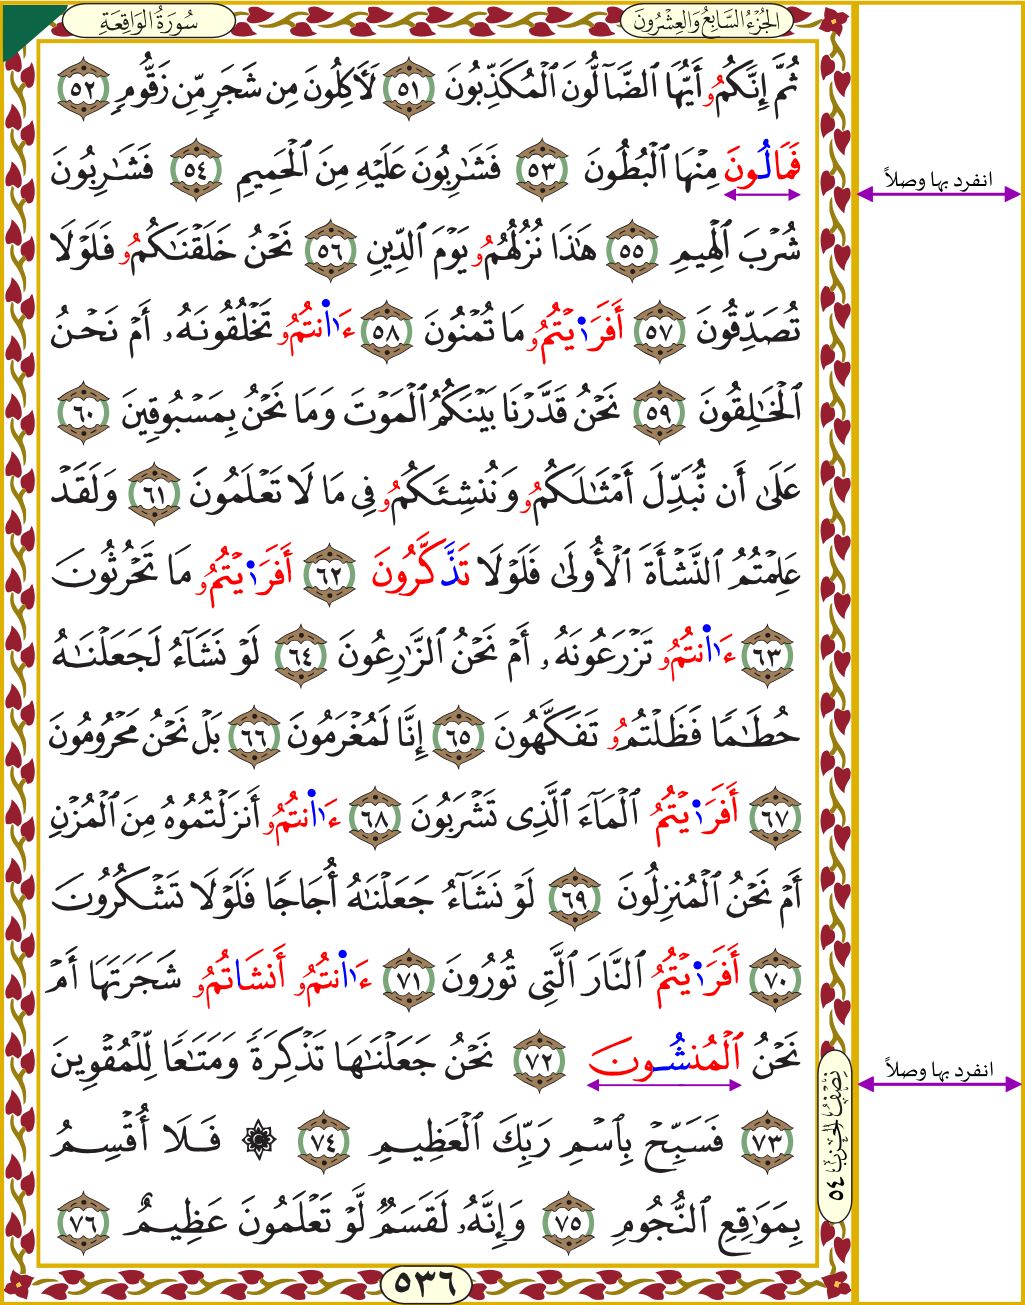 سُورَةُ الوَاقِعَةِ
الجُزْءُ السَّابِعُ وَالعِشْرُونَ
ثُمَّ إِنَّكُمُۥ أَيُّهَا ٱلضَّآلُّونَ ٱلْمُكَذِّبُونَ ٥١ لَأٓكِلُونَ مِن شَجَرٍ مِّن زَقُّومٍ ٥٢
فَمَالُونَ مِنْهَا ٱلْبُطُونَ ٥٣ فَشَٰرِبُونَ عَلَيْهِ مِنَ ٱلْحَمِيمِ ٥٤ فَشَٰرِبُونَ
انفرد بها وصلاً
شُرْبَ ٱلْهِيمِ ٥٥ هَٰذَا نُزُلُهُمُۥ يَوْمَ ٱلدِّينِ ٥٦ نَحْنُ خَلَقْنَٰكُمُۥ فَلَوْلَا
تُصَدِّقُونَ ٥٧ أَفَرَٰيْتُمُۥ مَا تُمْنُونَ ٥٨ ءَا۬نتُمُۥ تَخْلُقُونَهُۥ أَمْ نَحْنُ
ٱلْخَٰلِقُونَ ٥٩ نَحْنُ قَدَّرْنَا بَيْنَكُمُ ٱلْمَوْتَ وَمَا نَحْنُ بِمَسْبُوقِينَ ٦٠
عَلَىٰ أَن نُّبَدِّلَ أَمْثَٰلَكُمُۥ وَنُنشِئَكُمُۥ فِى مَا لَا تَعْلَمُونَ ٦١ وَلَقَدْ
عَلِمْتُمُ ٱلنَّشْأَةَ ٱلْأُولَىٰ فَلَوْلَا تَذَّكَّرُونَ ٦٢ أَفَرَٰيْتُمُۥ مَا تَحْرُثُونَ
٦٣ ءَا۬نتُمُۥ تَزْرَعُونَهُۥ أَمْ نَحْنُ ٱلزَّٰرِعُونَ ٦٤ لَوْ نَشَآءُ لَجَعَلْنَٰهُ
حُطَٰمًا فَظَلْتُمُۥ تَفَكَّهُونَ ٦٥ إِنَّا لَمُغْرَمُونَ ٦٦ بَلْ نَحْنُ مَحْرُومُونَ
٦٧ أَفَرَٰيْتُمُ ٱلْمَآءَ ٱلَّذِى تَشْرَبُونَ ٦٨ ءَا۬نتُمُۥ أَنزَلْتُمُوهُ مِنَ ٱلْمُزْنِ
أَمْ نَحْنُ ٱلْمُنزِلُونَ ٦٩ لَوْ نَشَآءُ جَعَلْنَٰهُ أُجَاجًا فَلَوْلَا تَشْكُرُونَ
٧٠ أَفَرَٰيْتُمُ ٱلنَّارَ ٱلَّتِى تُورُونَ ٧١ ءَا۬نتُمُۥ أَنشَاتُمُۥ شَجَرَتَهَا أَمْ
نَحْنُ ٱلْمُنشُونَ ٧٢ نَحْنُ جَعَلْنَٰهَا تَذْكِرَةً وَمَتَٰعًا لِّلْمُقْوِينَ
انفرد بها وصلاً
٧٣ فَسَبِّحْ بِٱسْمِ رَبِّكَ ٱلْعَظِيمِ ٧٤ ۞ فَلَا أُقْسِمُ
نِصْفُ الحِزْبِ ٥٤
بِمَوَٰقِعِ ٱلنُّجُومِ ٧٥ وَإِنَّهُۥ لَقَسَمٌ لَّوْ تَعْلَمُونَ عَظِيمٌ ٧٦
٥٣٦